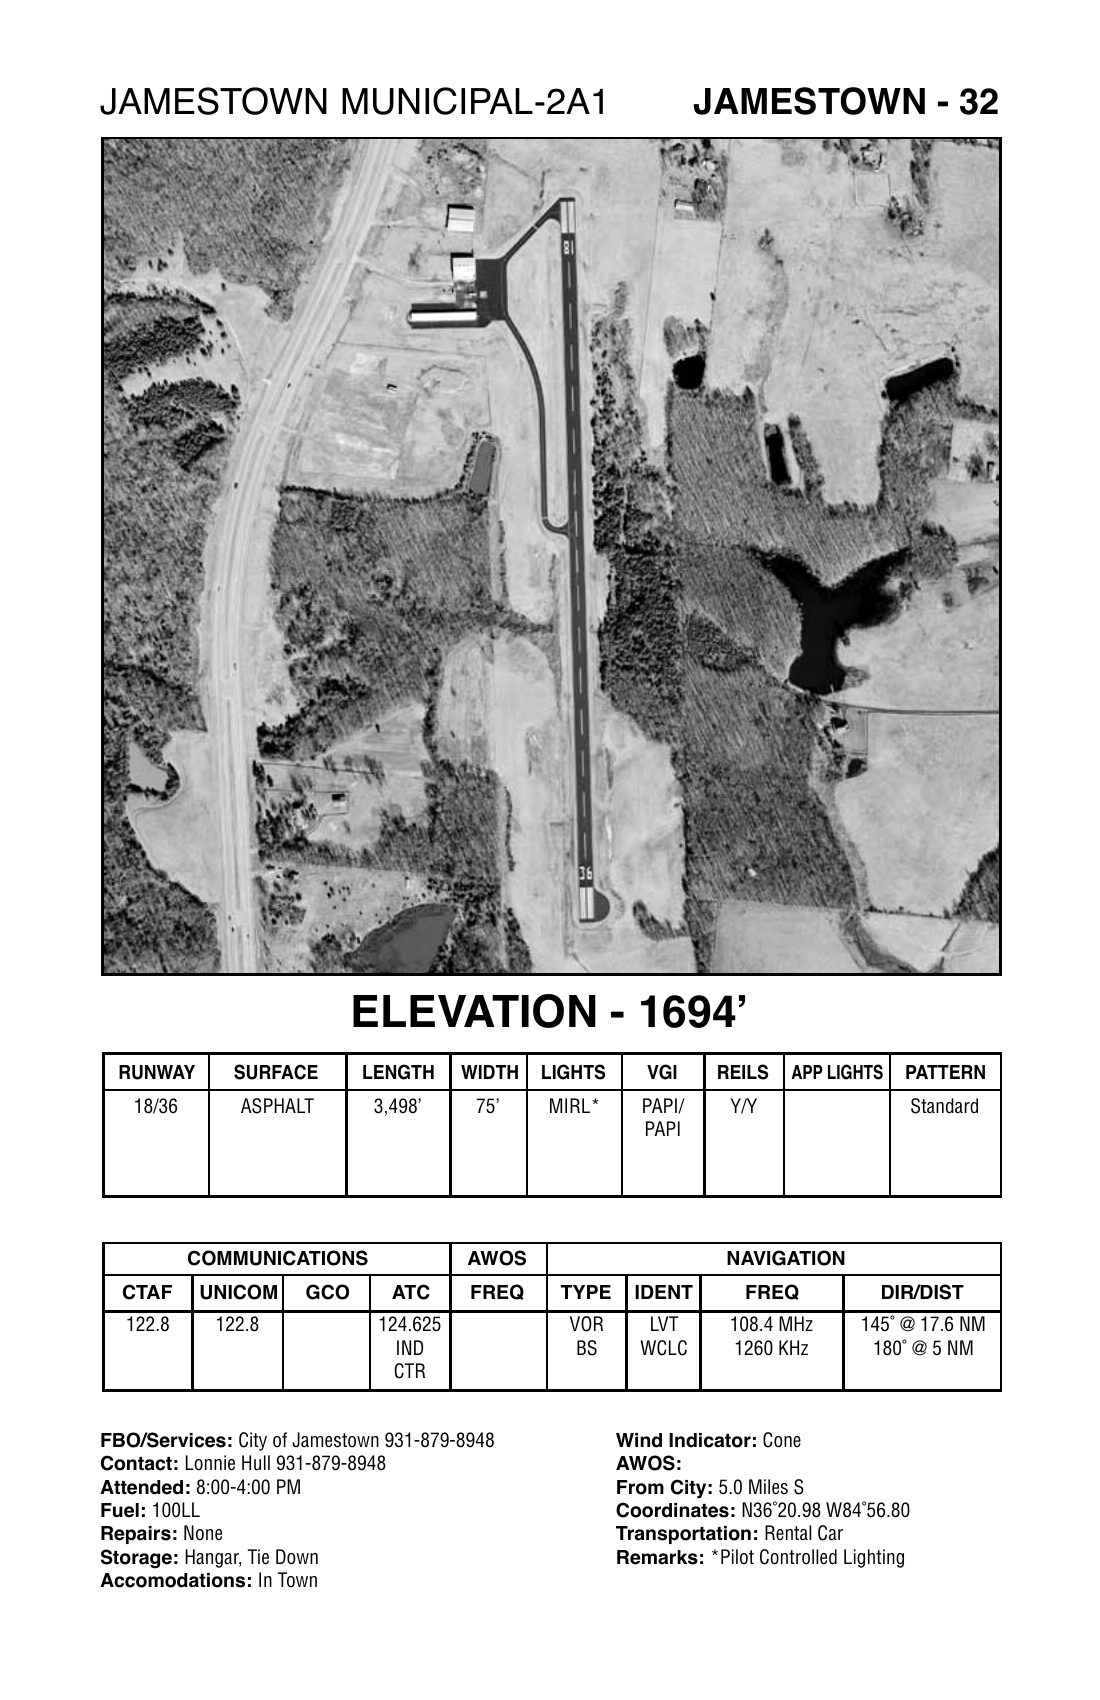 JAMESTOWN MUNICIPAL-2A1 JAMESTOWN - 32
18
36
ELEVATION - 1694’
RUNWAY SURFACE LENGTH WIDTH LIGHTS VGI REILS APP LIGHTS PATTERN
18/36 ASPHALT 3,498’ 75’ MIRL* PAPI/ Y/Y Standard
PAPI
COMMUNICATIONS AWOS NAVIGATION
CTAF UNICOM GCO ATC FREQ TYPE IDENT FREQ DIR/DIST
122.8 122.8 124.625 VOR LVT 108.4 MHz 145˚ @ 17.6 NM
IND BS WCLC 1260 KHz 180˚ @ 5 NM
CTR
FBO/Services: City of Jamestown 931-879-8948
Contact: Lonnie Hull 931-879-8948
Attended: 8:00-4:00 PM
Fuel: 100LL
Repairs: None
Storage: Hangar, Tie Down
Accomodations: In Town
Wind Indicator: Cone
AWOS:
From City: 5.0 Miles S
Coordinates: N36˚20.98 W84˚56.80
Transportation: Rental Car
Remarks: *Pilot Controlled Lighting